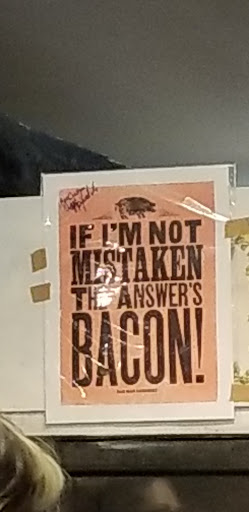 IF I'M NOT
MISTAKEN
THE ANSWER'S
BACON!